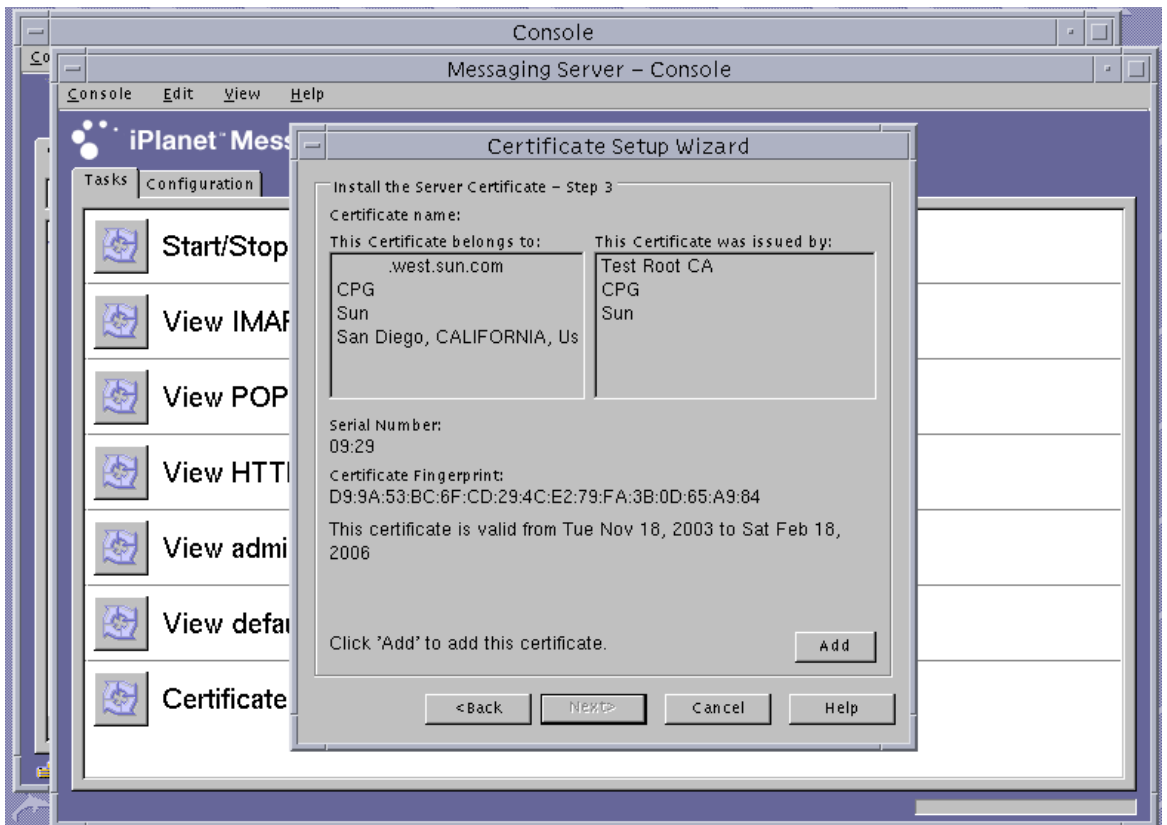 Console
Co
Messaging Server – Console
Console Edit View Help
iPlanet™ Mess
Tasks Configuration
Start/Stop
View IMAP
View POP
View HTTP
View admi
View defau
Certificate
Certificate Setup Wizard
Install the Server Certificate – Step 3
Certificate name:
This Certificate belongs to:
.west.sun.com
CPG
Sun
San Diego, CALIFORNIA, Us
This Certificate was issued by:
Test Root CA
CPG
Sun
Serial Number:
09:29
Certificate Fingerprint:
D9:9A:53:BC:6F:CD:29:4C:E2:79:FA:3B:0D:65:A9:84
This certificate is valid from Tue Nov 18, 2003 to Sat Feb 18,
2006
Click 'Add' to add this certificate.
Add
<Back Next> Cancel Help